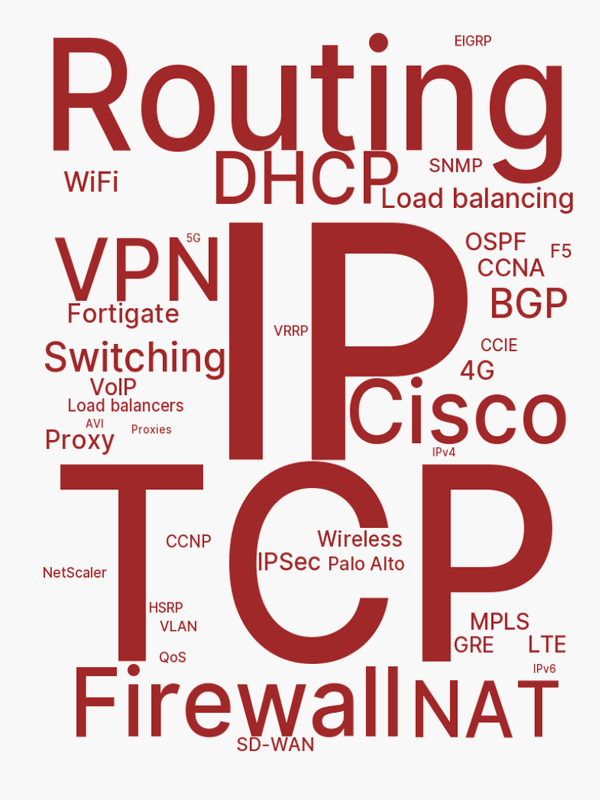 EIGRP
Routing
DHCP
SNMP
WiFi
Load balancing
5G
VPN
OSPF
F5
CCNA
IP
BGP
Fortigate
VRRP
Switching
CCIE
4G
VoIP
Cisco
Load balancers
AVI
Proxies
Proxy
IPv4
TCP
CCNP
Wireless
IPSec
Palo Alto
NetScaler
HSRP
VLAN
MPLS
GRE
LTE
QoS
IPv6
Firewall
NAT
SD-WAN